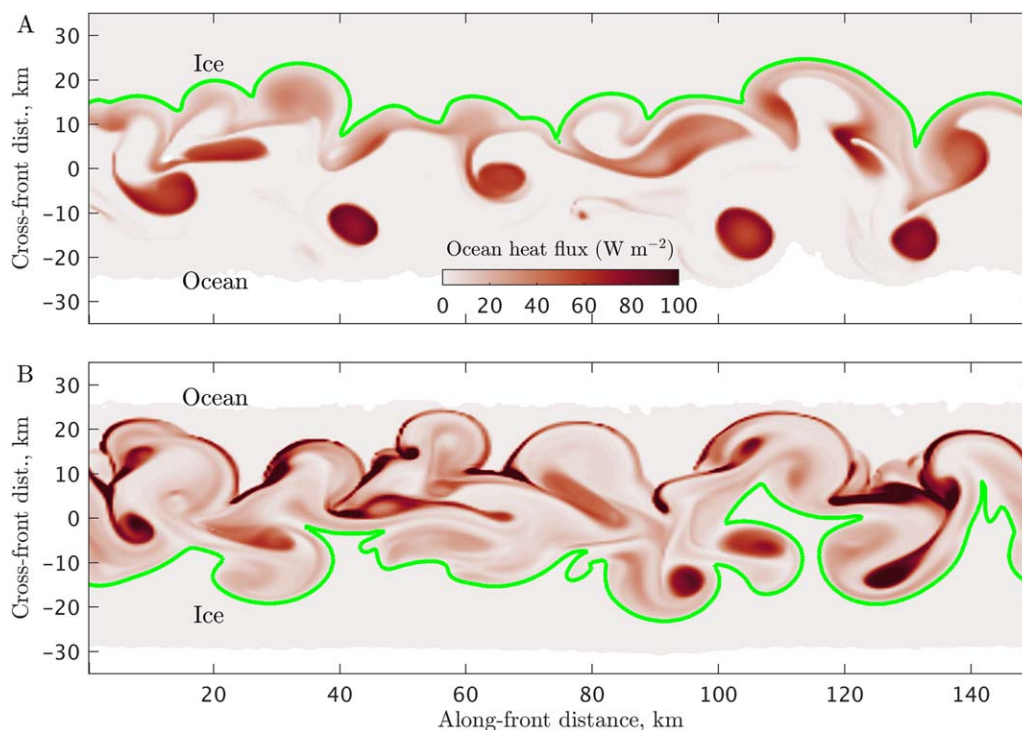 A
Cross-front dist., km
30
20
10
0
-10
-20
-30
Ice
Ocean
Ocean heat flux (W m−2)
0 20 40 60 80 100
B
Cross-front dist., km
30
20
10
0
-10
-20
-30
Ocean
Ice
20 40 60 80 100 120 140
Along-front distance, km